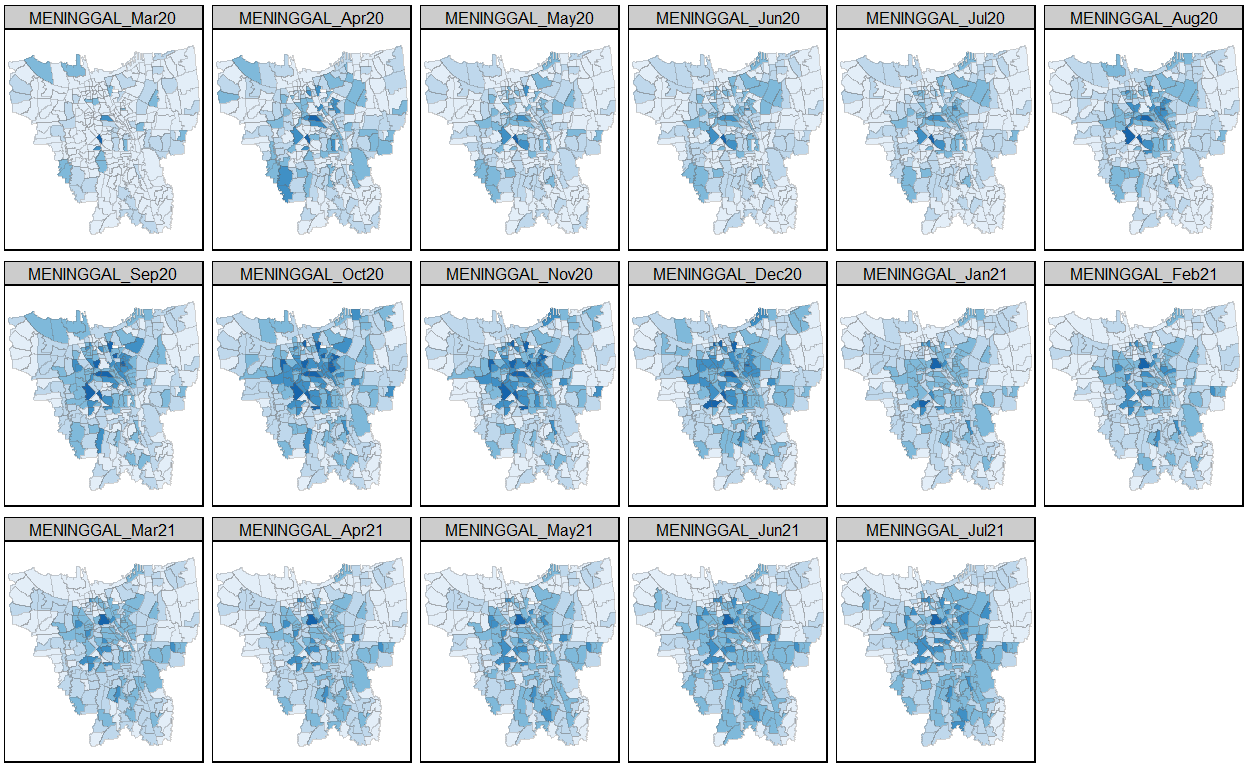 MENINGGAL_Mar20
MENINGGAL_Apr20
MENINGGAL_May20
MENINGGAL_Jun20
MENINGGAL_Jul20
MENINGGAL_Aug20
MENINGGAL_Sep20
MENINGGAL_Oct20
MENINGGAL_Nov20
MENINGGAL_Dec20
MENINGGAL_Jan21
MENINGGAL_Feb21
MENINGGAL_Mar21
MENINGGAL_Apr21
MENINGGAL_May21
MENINGGAL_Jun21
MENINGGAL_Jul21